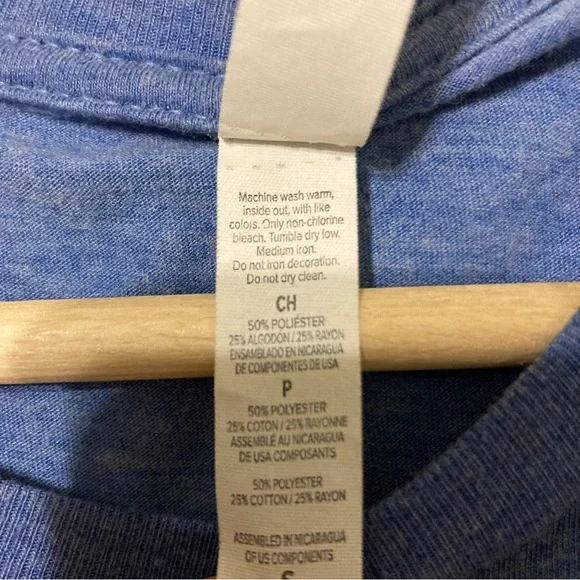 Machine wash warm,
inside out, with like
colors. Only non-chlorine
bleach. Tumble dry low.
Medium iron.
Do not iron decoration.
Do not dry clean.
CH
50% POLIÉSTER
25% ALGODÓN / 25% RAYON
ENSAMBLADO EN NICARAGUA
DE COMPONENTES DE USA
P
50% POLYESTER
25% COTON / 25% RAYONNE
ASSEMBLÉ AU NICARAGUA
DE USA COMPOSANTS
50% POLYESTER
25% COTTON / 25% RAYON
ASSEMBLED IN NICARAGUA
OF US COMPONENTS
S